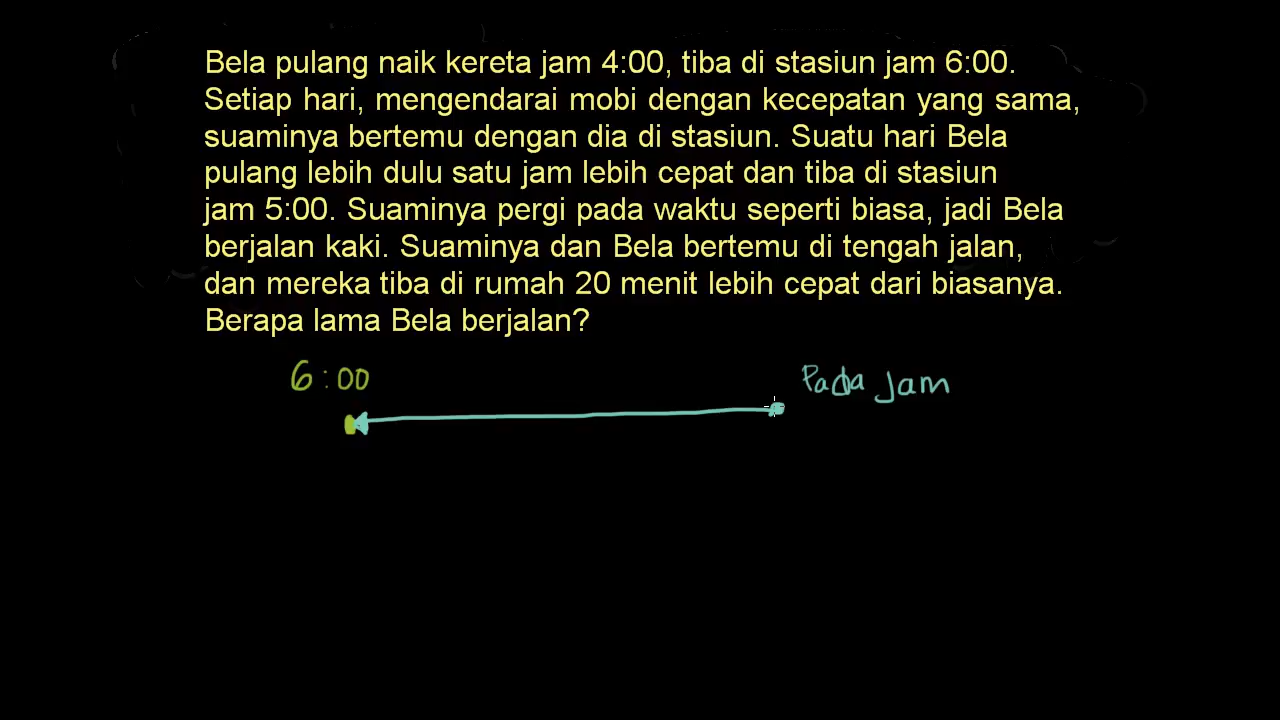 Bela pulang naik kereta jam 4:00, tiba di stasiun jam 6:00.
Setiap hari, mengendarai mobi dengan kecepatan yang sama,
suaminya bertemu dengan dia di stasiun. Suatu hari Bela
pulang lebih dulu satu jam lebih cepat dan tiba di stasiun
jam 5:00. Suaminya pergi pada waktu seperti biasa, jadi Bela
berjalan kaki. Suaminya dan Bela bertemu di tengah jalan,
dan mereka tiba di rumah 20 menit lebih cepat dari biasanya.
Berapa lama Bela berjalan?
6:00 Pada jam